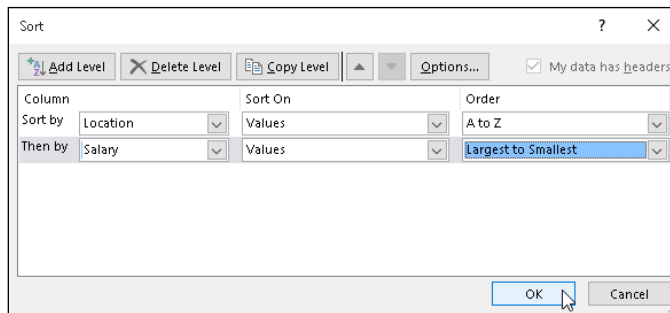 Sort ? X
Add Level Delete Level Copy Level Options... My data has headers
Column Sort On Order
Sort by Location Values A to Z
Then by Salary Values Largest to Smallest
OK Cancel